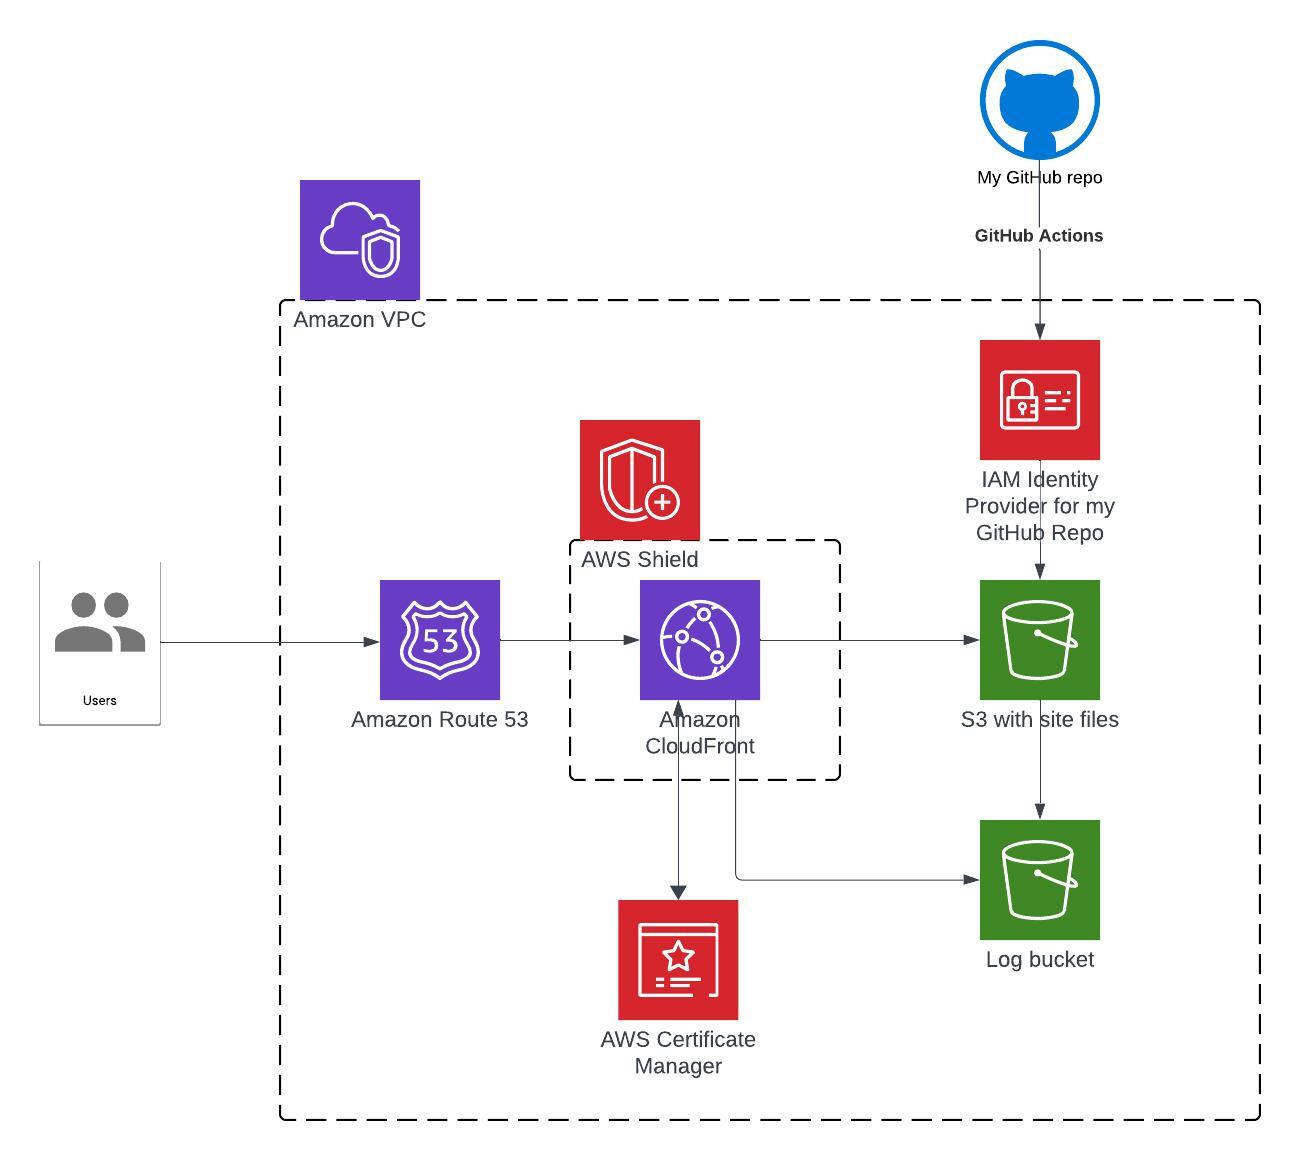 My GitHub repo
GitHub Actions
Amazon VPC
IAM Identity
Provider for my
GitHub Repo
AWS Shield
53
Users
Amazon Route 53
Amazon
CloudFront
S3 with site files
Log bucket
AWS Certificate
Manager